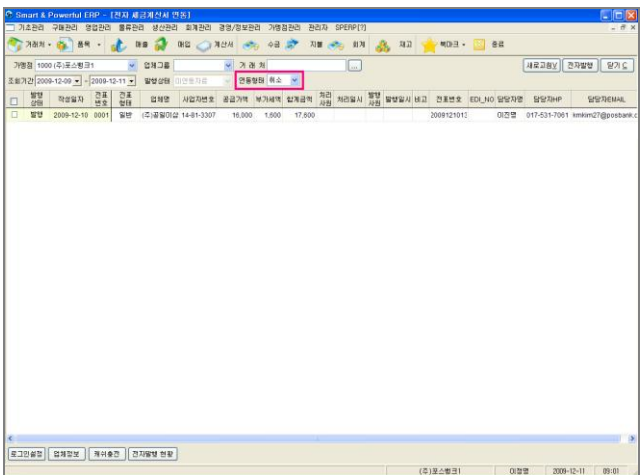 Smart & Powerful ERP - [전자 세금계산서 연동]
기초관리 구매관리 영업관리 물류관리 생산관리 회계관리 경영/정보관리 가맹점관리 관리자 SPERP[?]
거래처 품목 매출 매입 계산서 수금 지불 회계 재고 북마크 종료
가맹점 1000 (주)포스뱅크1 업체그룹 거 래 처 ... 새로고침V 전자발행 닫기 C
조회기간 2009-12-09 - 2009-12-11 발행상태 미연동자료 연동형태 취소
발행상태 작성일자 전표번호 전표형태 업체명 사업자번호 공급가액 부가세액 합계금액 처리사원 처리일시 발행사원 발행일시 비고 전표번호 EDI_NO 담당자명 담당자HP 담당자EMAIL
발행 2009-12-10 0001 일반 14-81-3307 16,000 1,600 17,600 2009121013 이진명 017-531-7061 kmkim27@posbank.c
로그인설정 업체정보 캐쉬충전 전자발행 현황
(주)포스뱅크1 2009-12-11 09:01